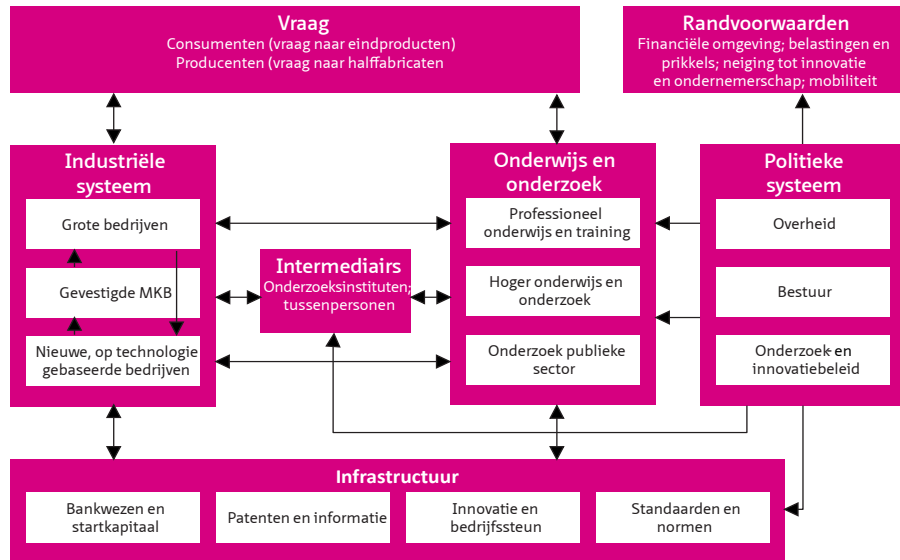 Vraag
Consumenten (vraag naar eindproducten)
Producenten (vraag naar halffabricaten
Randvoorwaarden
Financiële omgeving; belastingen en
prikkels; neiging tot innovatie
en ondernemerschap; mobiliteit
Industriële
systeem
Grote bedrijven
Gevestigde MKB
Nieuwe, op technologie
gebaseerde bedrijven
Intermediairs
Onderzoeksinstituten;
tussenpersonen
Onderwijs en
onderzoek
Professioneel
onderwijs en training
Hoger onderwijs en
onderzoek
Onderzoek publieke
sector
Politieke
systeem
Overheid
Bestuur
Onderzoek- en
innovatiebeleid
Infrastructuur
Bankwezen en
startkapitaal
Patenten en informatie
Innovatie en
bedrijfssteun
Standaarden en
normen